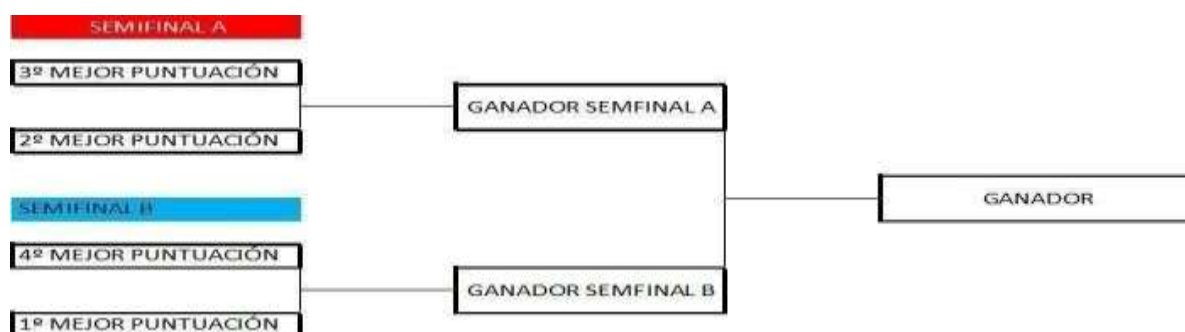 SEMIFINAL A
3º MEJOR PUNTUACIÓN
2º MEJOR PUNTUACIÓN
GANADOR SEMFINAL A
SEMIFINAL B
4º MEJOR PUNTUACIÓN
1º MEJOR PUNTUACIÓN
GANADOR SEMFINAL B
GANADOR